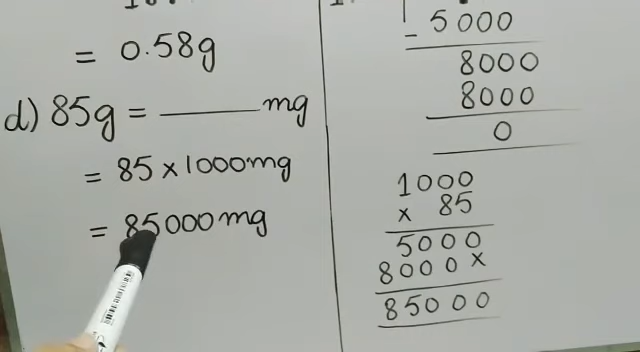 = 0.58g
d) 85g = ______ mg
= 85 × 1000mg
= 85000mg
- 5000
8000
8000
0
1000
× 85
5000
8000×
85000